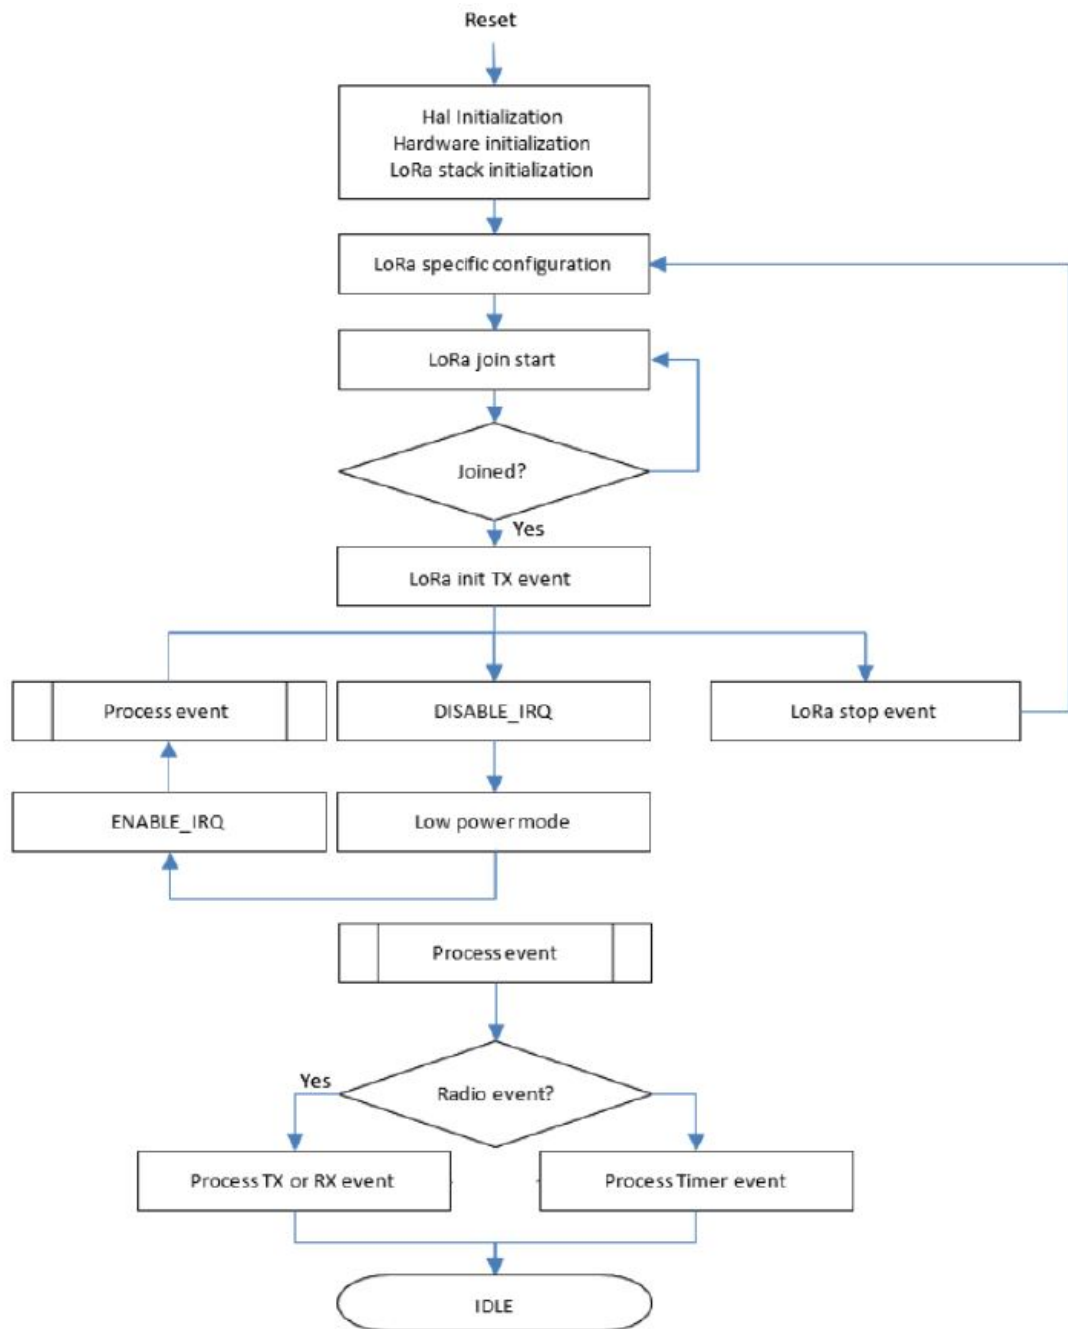 Reset
Hal Initialization
Hardware initialization
LoRa stack initialization
LoRa specific configuration
LoRa join start
Joined?
Yes
LoRa init TX event
Process event
DISABLE_IRQ
LoRa stop event
ENABLE_IRQ
Low power mode
Process event
Radio event?
Yes
Process TX or RX event
Process Timer event
IDLE